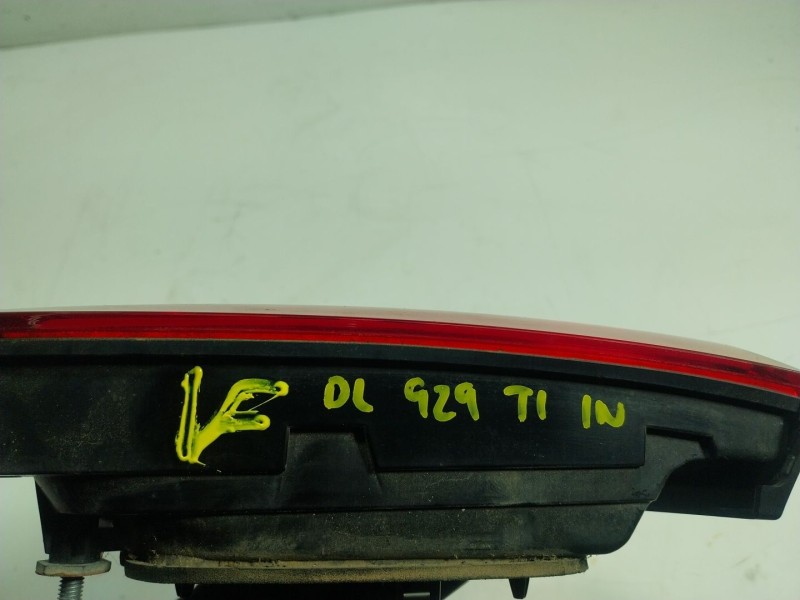 DL 929 TI IN